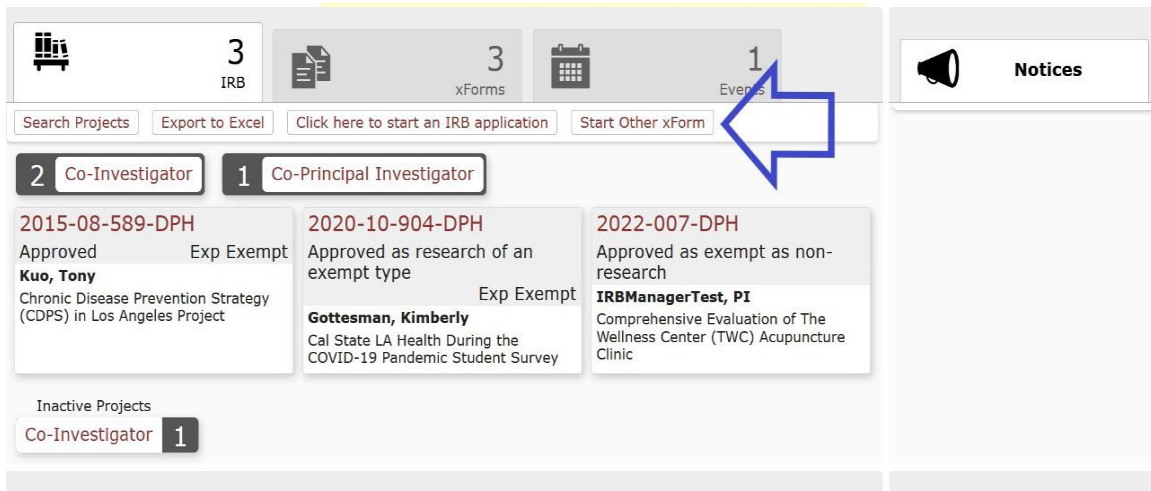 3
IRB
3
xForms
1
Events
Notices
Search Projects
Export to Excel
Click here to start an IRB application
Start Other xForm
2 Co-Investigator
1 Co-Principal Investigator
2015-08-589-DPH
Approved Exp Exempt
Kuo, Tony
Chronic Disease Prevention Strategy
(CDPS) in Los Angeles Project
2020-10-904-DPH
Approved as research of an
exempt type
Exp Exempt
Gottesman, Kimberly
Cal State LA Health During the
COVID-19 Pandemic Student Survey
2022-007-DPH
Approved as exempt as non-
research
IRBManagerTest, PI
Comprehensive Evaluation of The
Wellness Center (TWC) Acupuncture
Clinic
Inactive Projects
Co-Investigator 1